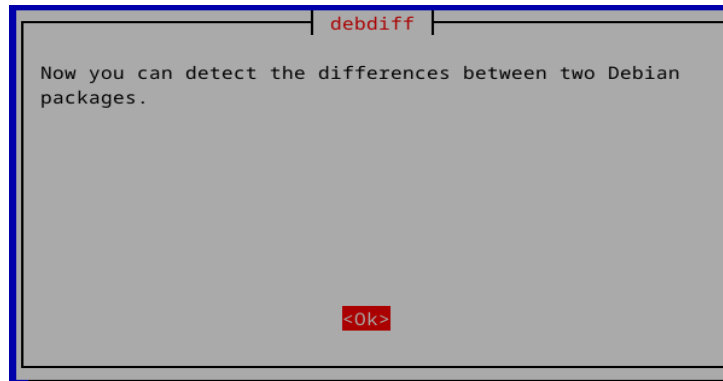 debdiff
Now you can detect the differences between two Debian
packages.
<Ok>